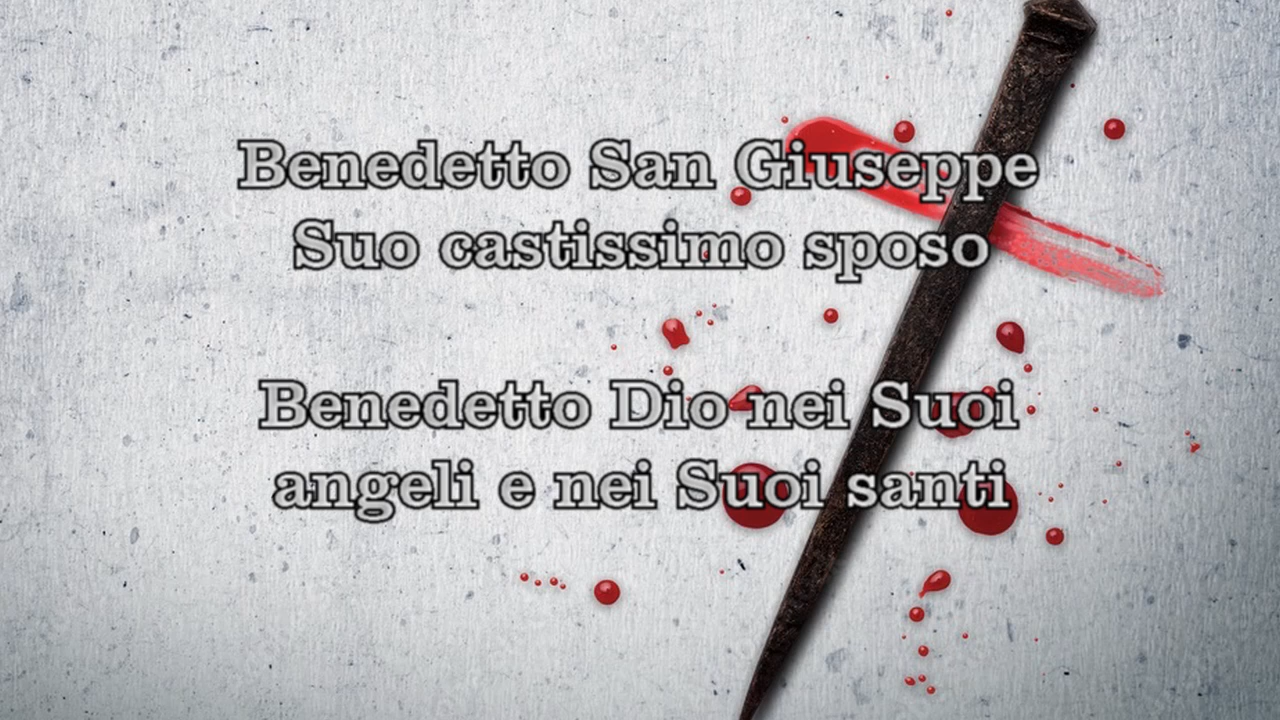 Benedetto San Giuseppe
Suo castissimo sposo
Benedetto Dio nei Suoi
angeli e nei Suoi santi